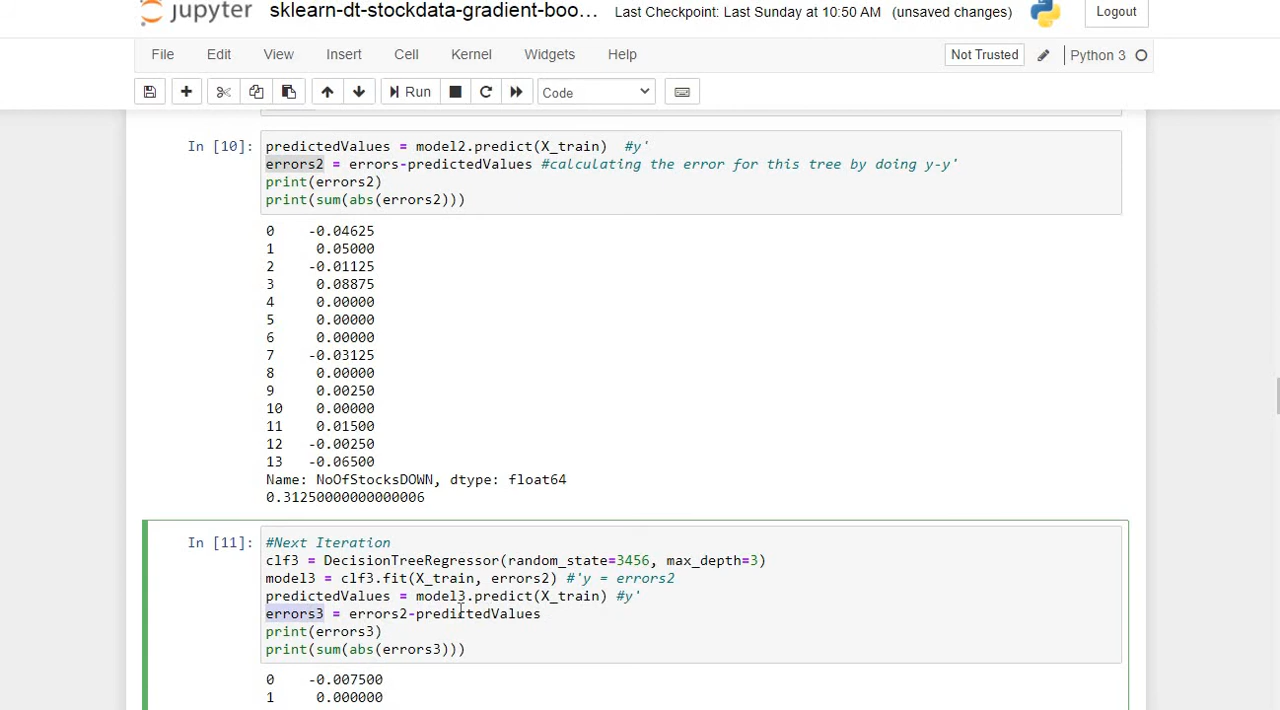 jupyter sklearn-dt-stockdata-gradient-boo... Last Checkpoint: Last Sunday at 10:50 AM (unsaved changes) Logout
File Edit View Insert Cell Kernel Widgets Help Not Trusted Python 3
Run Code
In [10]: predictedValues = model2.predict(X_train) #y'
errors2 = errors-predictedValues #calculating the error for this tree by doing y-y'
print(errors2)
print(sum(abs(errors2)))
0 -0.04625
1 0.05000
2 -0.01125
3 0.08875
4 0.00000
5 0.00000
6 0.00000
7 -0.03125
8 0.00000
9 0.00250
10 0.00000
11 0.01500
12 -0.00250
13 -0.06500
Name: NoOfStocksDOWN, dtype: float64
0.31250000000000006
In [11]: #Next Iteration
clf3 = DecisionTreeRegressor(random_state=3456, max_depth=3)
model3 = clf3.fit(X_train, errors2) #'y = errors2
predictedValues = model3.predict(X_train) #y'
errors3 = errors2-predictedValues
print(errors3)
print(sum(abs(errors3)))
0 -0.007500
1 0.000000